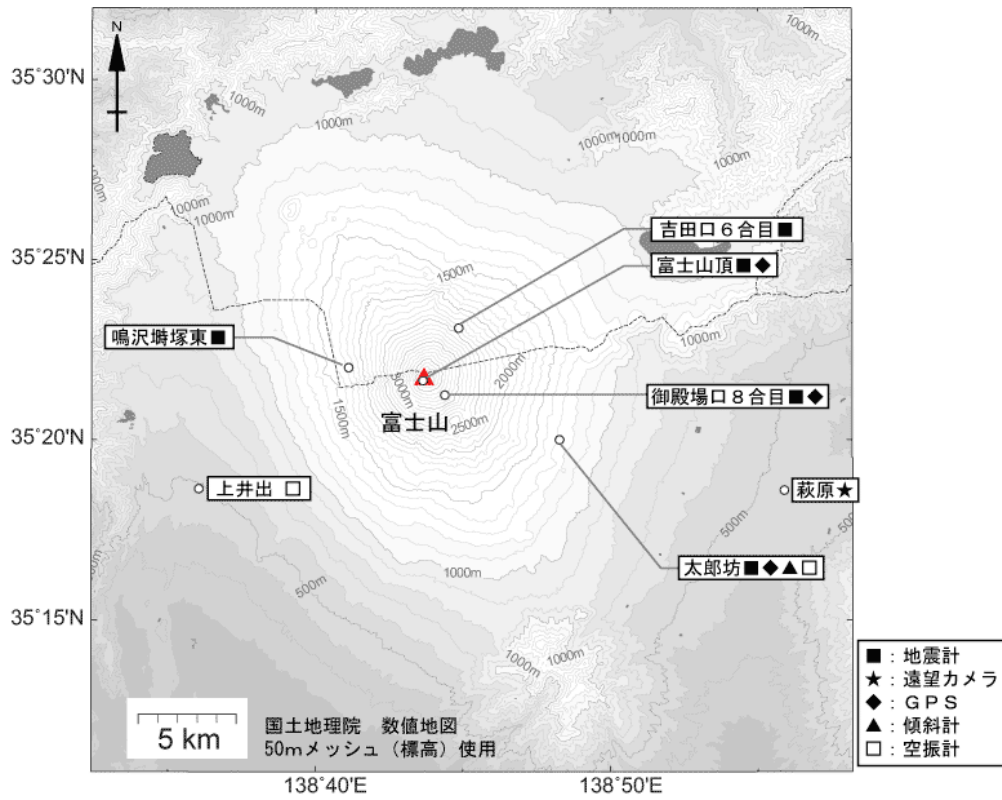 N
1000m
35°30'N
1000m
1000m
1000m
1000m
1000m
1000m
1000m
1000m
1000m
吉田口6合目■
35°25'N
1500m
富士山頂■◆
1000m
鳴沢塒塚東■
2000m
3000m
御殿場口8合目■◆
富士山
1500m
2500m
35°20'N
上井出 □
萩原★
500m
太郎坊■◆▲□
1000m
500m
35°15'N
1000m
1000m
■：地震計
★：遠望カメラ
◆：GPS
▲：傾斜計
□：空振計
5 km
国土地理院 数値地図
50mメッシュ（標高）使用
138°40'E
138°50'E